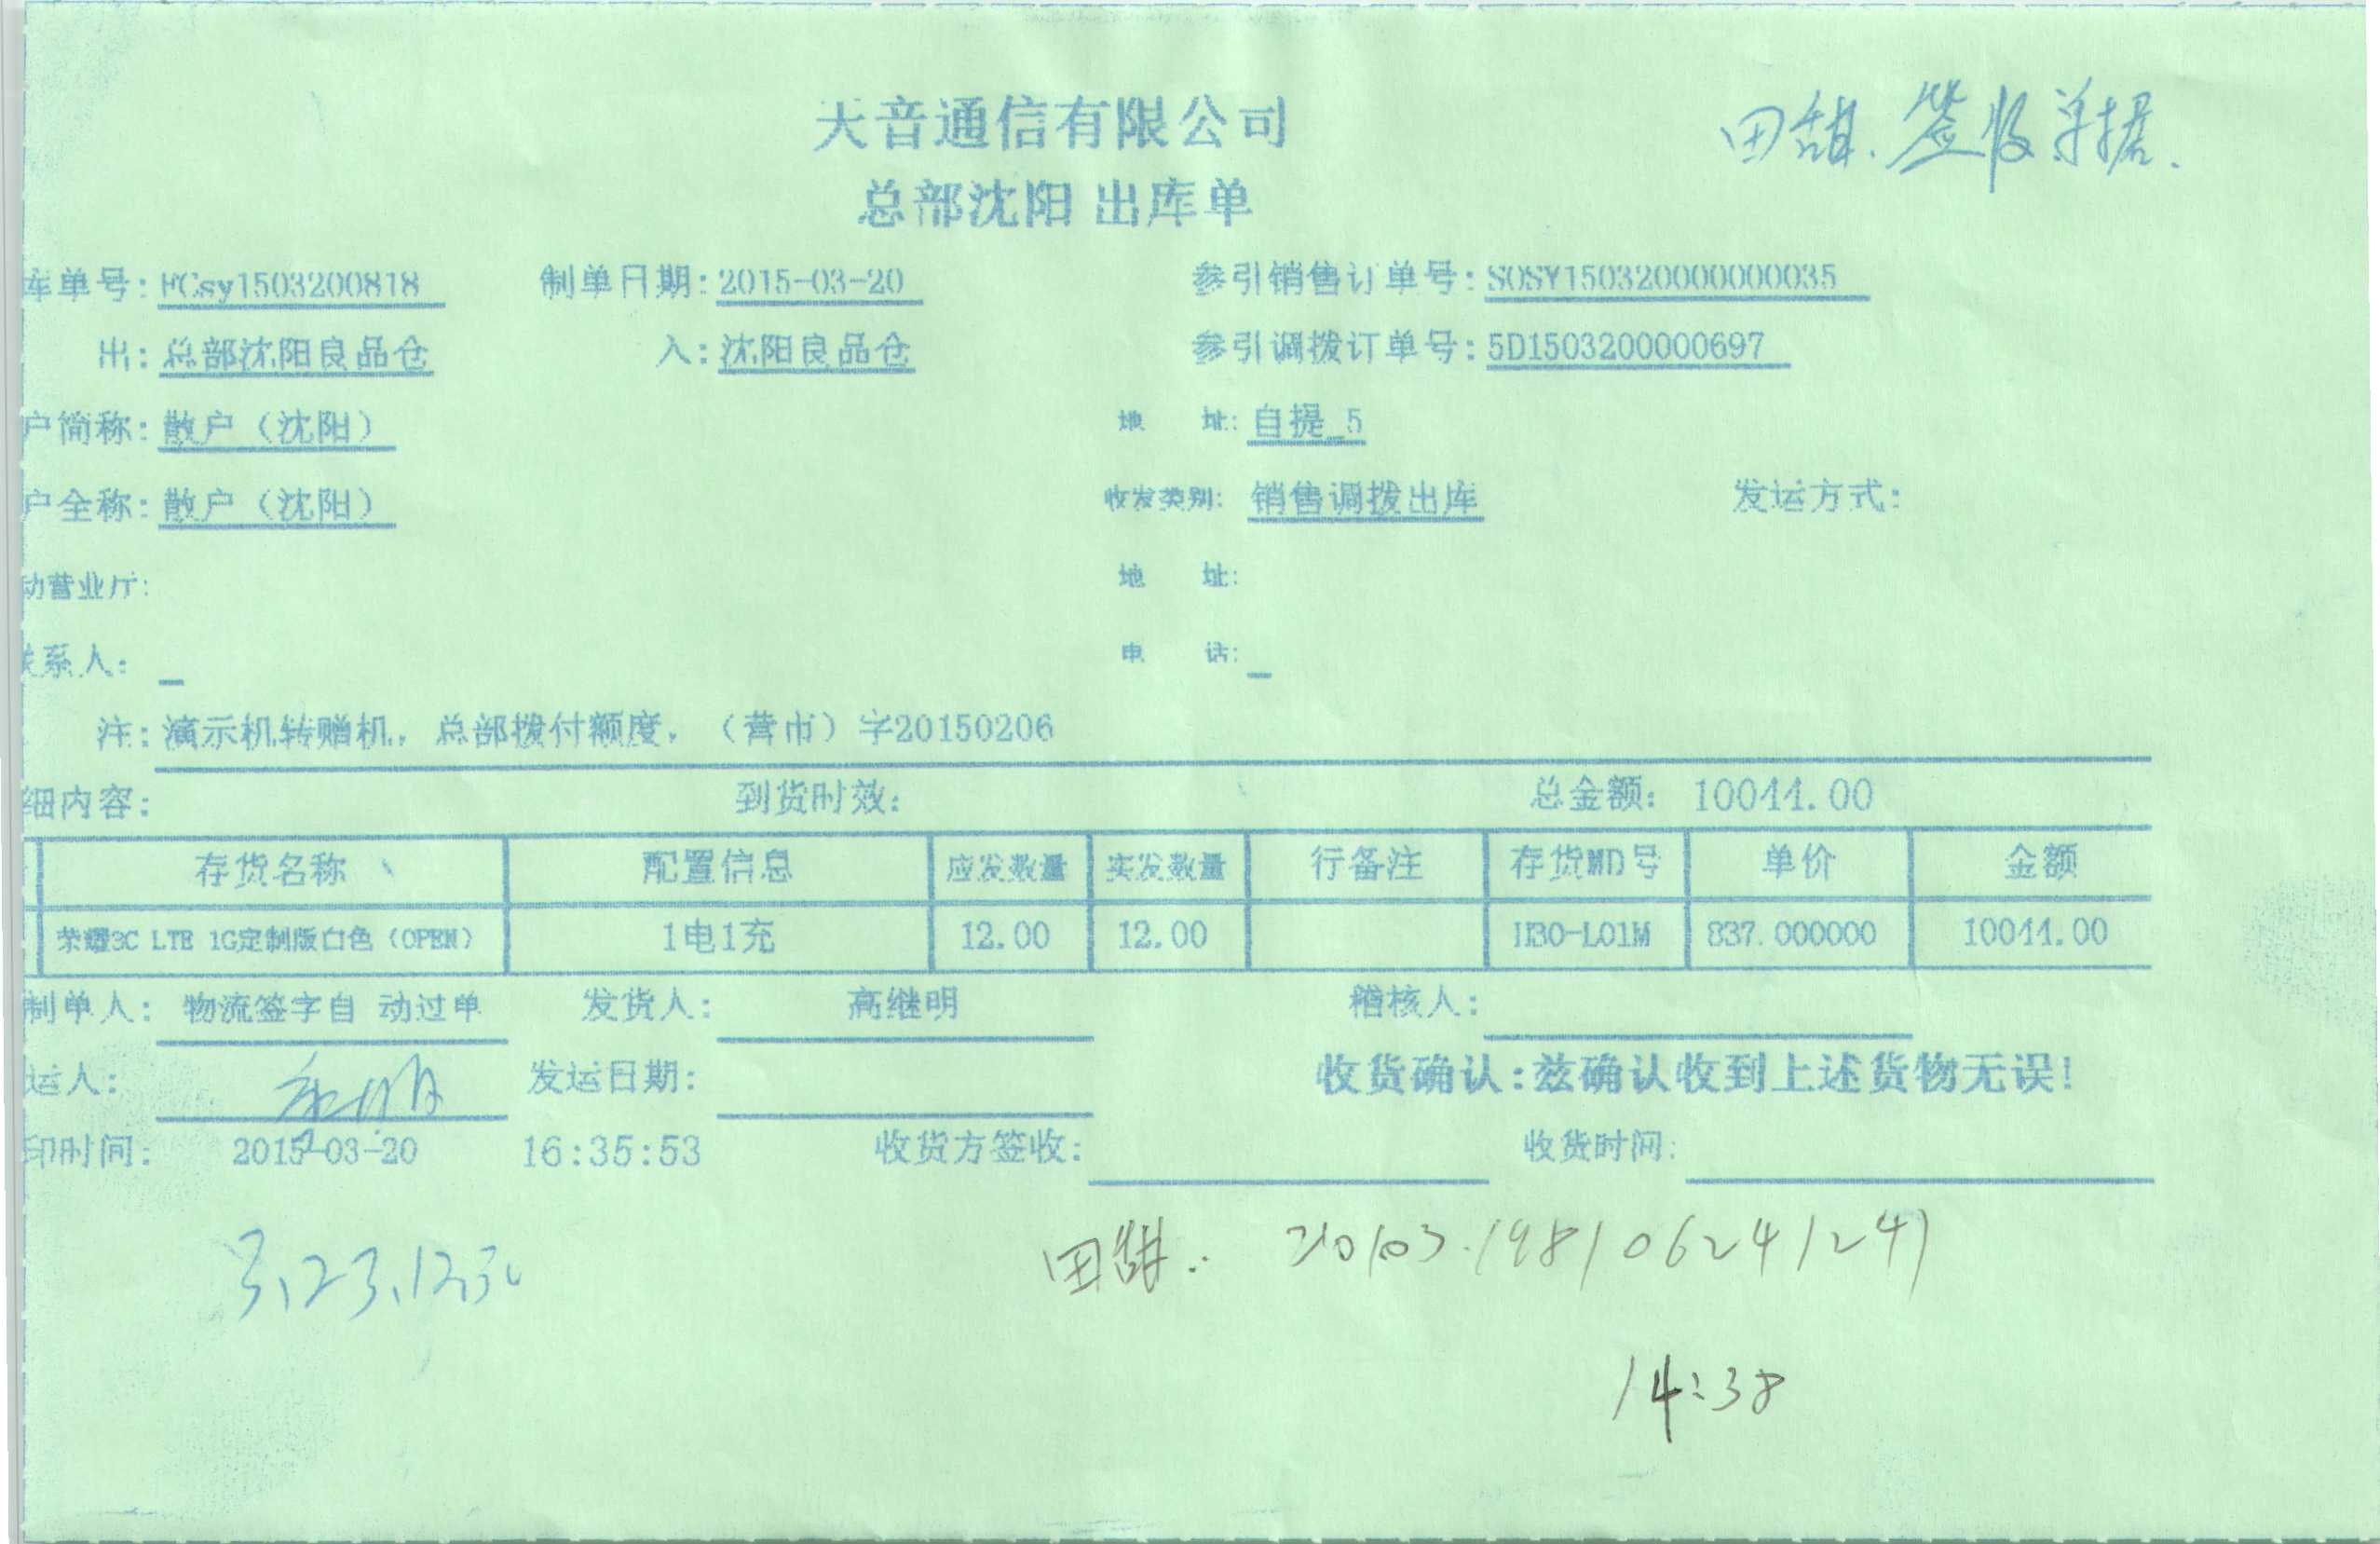 天音通信有限公司
田甜.签收单据.
总部沈阳 出库单
库单号: FCsy1503200818 制单日期: 2015-03-20 参引销售订单号: SOSY150320000000035
出: 总部沈阳良品仓 入: 沈阳良品仓 参引调拨订单号: 5D1503200000697
户简称: 散户（沈阳） 地 址: 自提_5
户全称: 散户（沈阳） 收发类别: 销售调拨出库 发运方式:
动营业厅: 地 址:
联系人: 电 话:
注: 演示机转赠机，总部拨付额度，（营市）字20150206
细内容: 到货时效: 总金额: 10044.00
存货名称 配置信息 应发数量 实发数量 行备注 存货MD号 单价 金额
荣耀3C LTE 1G定制版白色（OPEN） 1电1充 12.00 12.00 H30-L01M 837.000000 10044.00
制单人: 物流签字自 动过单 发货人: 高继明 稽核人:
运人: 发运日期: 收货确认:兹确认收到上述货物无误!
印时间: 2015-03-20 16:35:53 收货方签收: 收货时间:
田甜.
14:38